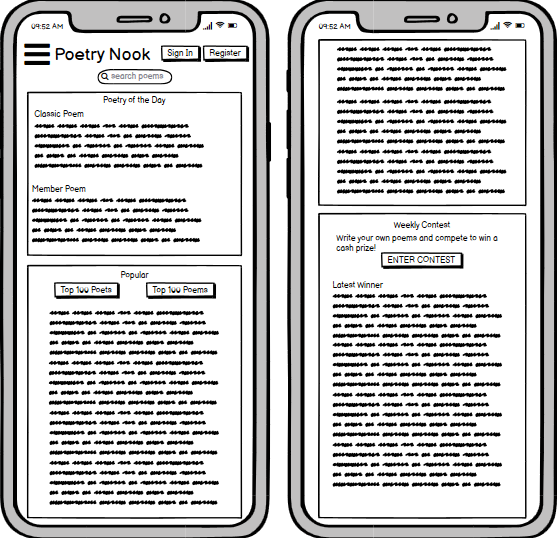 09:52 AM
Poetry Nook
Sign In
Register
search poems
Poetry of the Day
Classic Poem
Member Poem
Popular
Top 100 Poets
Top 100 Poems
09:52 AM
Weekly Contest
Write your own poems and compete to win a
cash prize!
ENTER CONTEST
Latest Winner